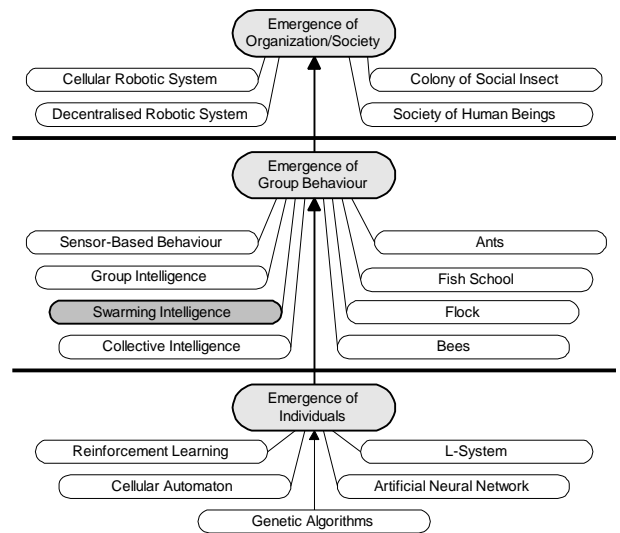 Emergence of
Organization/Society
Cellular Robotic System
Colony of Social Insect
Decentralised Robotic System
Society of Human Beings
Emergence of
Group Behaviour
Sensor-Based Behaviour
Ants
Group Intelligence
Fish School
Swarming Intelligence
Flock
Collective Intelligence
Bees
Emergence of
Individuals
Reinforcement Learning
L-System
Cellular Automaton
Artificial Neural Network
Genetic Algorithms